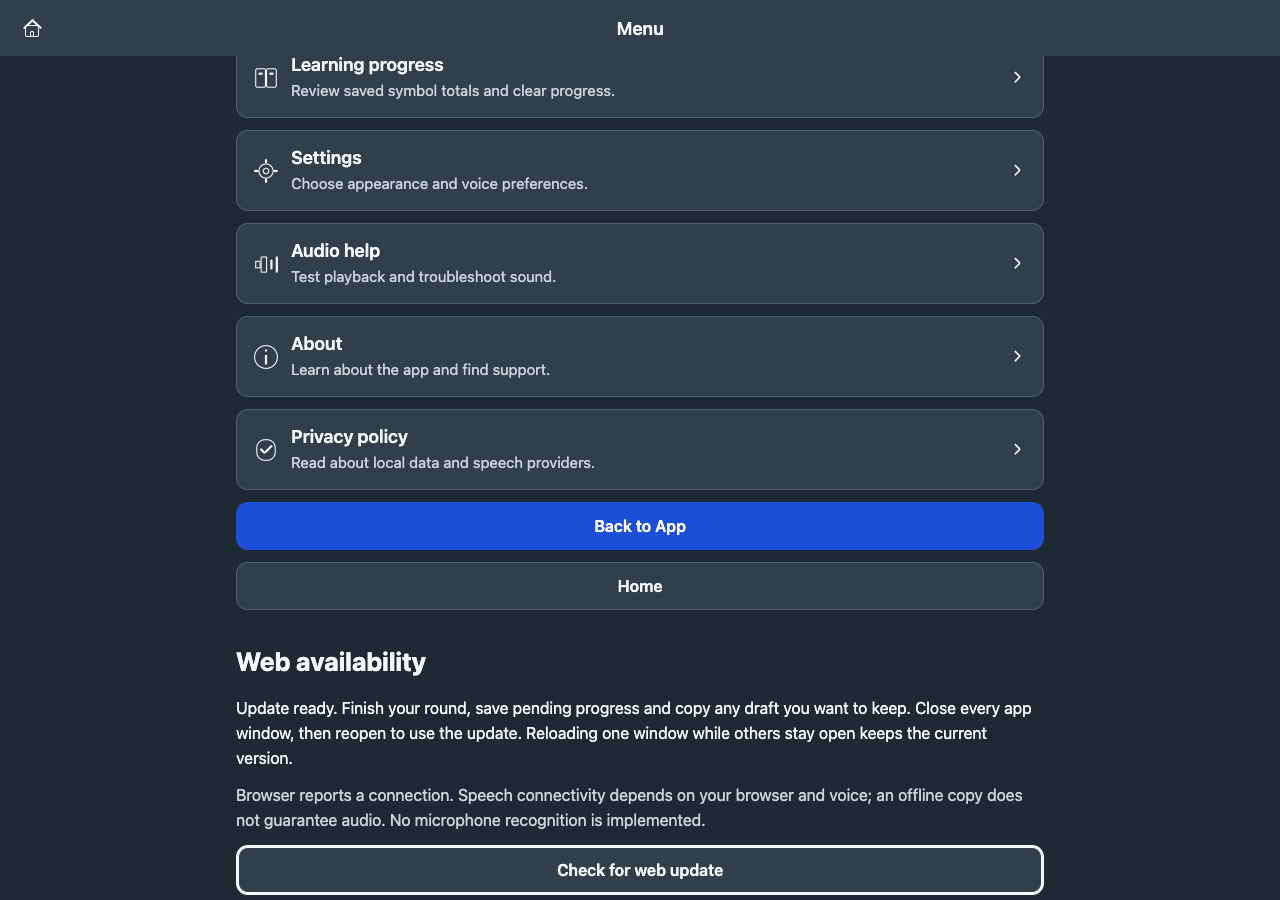 Menu
Learning progress
Review saved symbol totals and clear progress.
Settings
Choose appearance and voice preferences.
Audio help
Test playback and troubleshoot sound.
About
Learn about the app and find support.
Privacy policy
Read about local data and speech providers.
Back to App
Home
Web availability
Update ready. Finish your round, save pending progress and copy any draft you want to keep. Close every app
window, then reopen to use the update. Reloading one window while others stay open keeps the current
version.
Browser reports a connection. Speech connectivity depends on your browser and voice; an offline copy does
not guarantee audio. No microphone recognition is implemented.
Check for web update